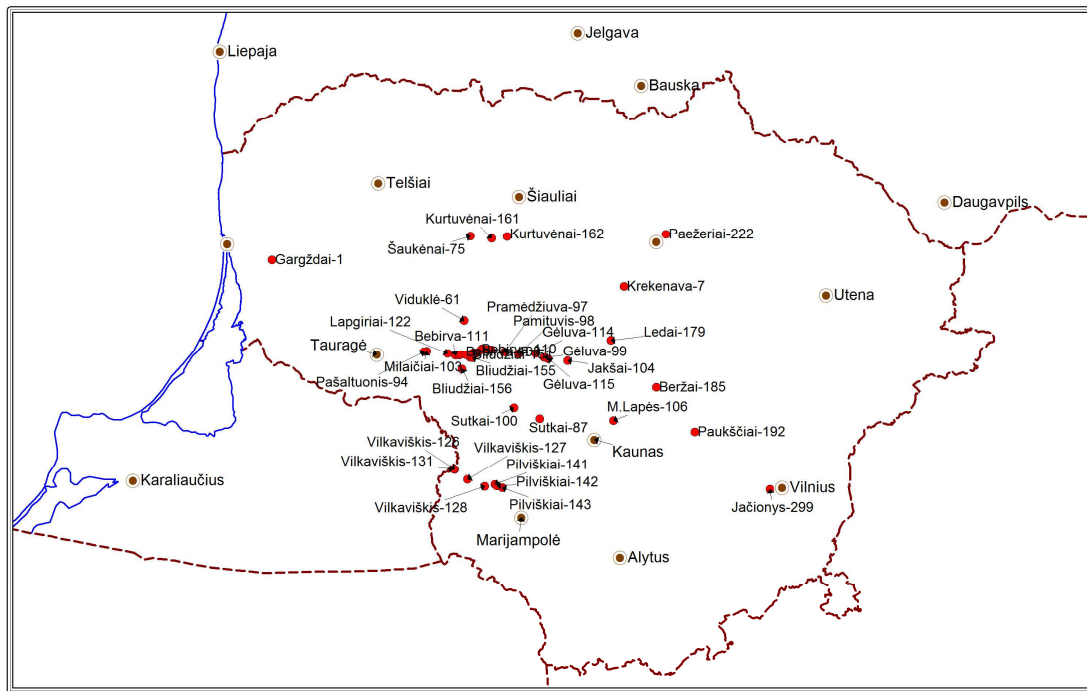 Jelgava
Liepaja
Bauska
Telšiai
Šiauliai
Daugavpils
Kurtuvėnai-161
Kurtuvėnai-162
Šaukėnai-75
Paežeriai-222
Gargždai-1
Krekenava-7
Utena
Viduklė-61
Pramėdžiuva-97
Pamituvis-98
Lapgiriai-122
Bebirva-111
Gėluva-114
Ledai-179
Tauragė
Bebirva-110
Gėluva-99
Milaičiai-103
Bliudžiai-155
Jakšai-104
Pašaltuonis-94
Bliudžiai-156
Gėluva-115
Beržai-185
Sutkai-100
M.Lapės-106
Sutkai-87
Paukščiai-192
Kaunas
Vilkaviškis-126
Vilkaviškis-127
Vilkaviškis-131
Pilviškiai-141
Karaliaučius
Pilviškiai-142
Vilnius
Vilkaviškis-128
Pilviškiai-143
Jačionys-299
Marijampolė
Alytus